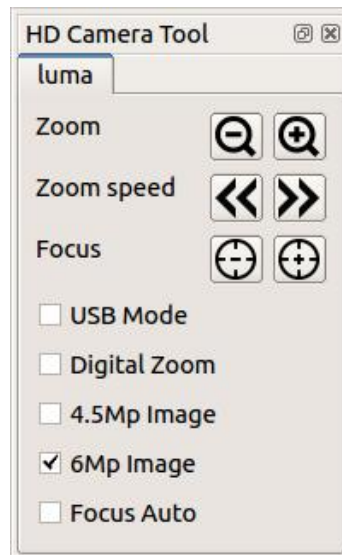 HD Camera Tool
luma
Zoom
Zoom speed
Focus
USB Mode
Digital Zoom
4.5Mp Image
6Mp Image
Focus Auto